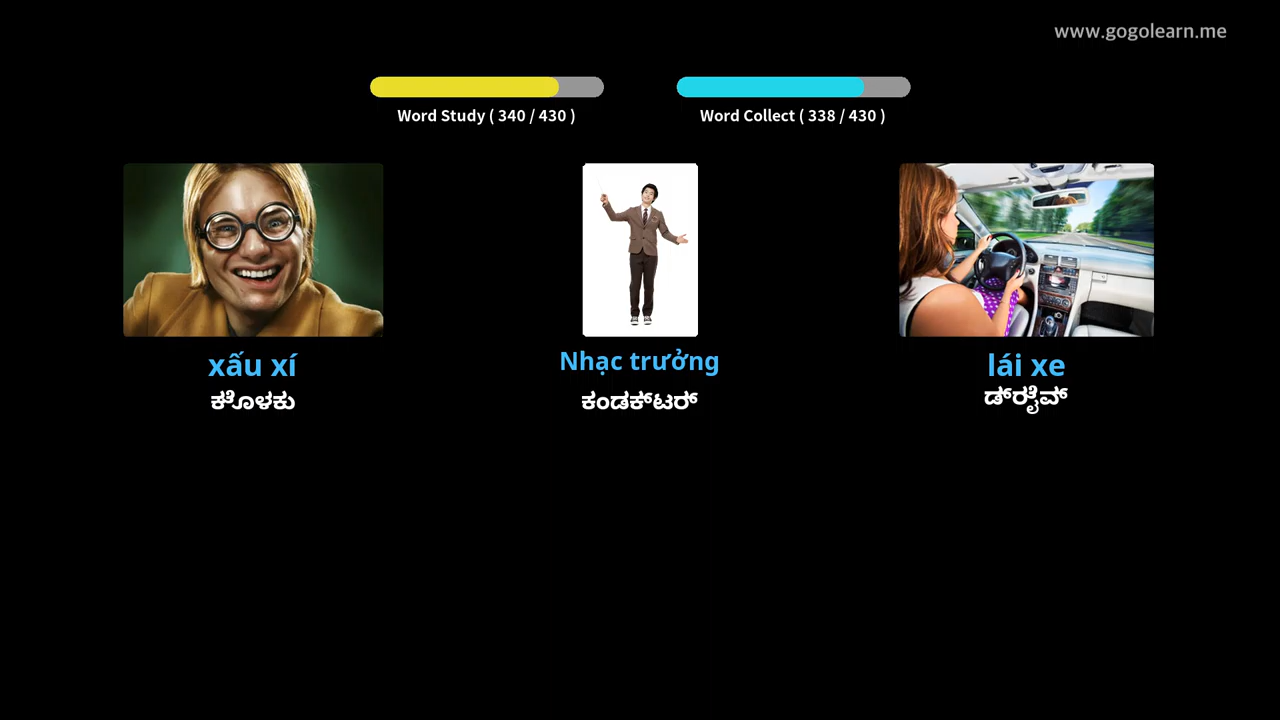 www.gogolearn.me
Word Study ( 340 / 430 )
Word Collect ( 338 / 430 )
xấu xí
ಕೊಳಕು
Nhạc trưởng
ಕಂಡಕ್ಟರ್
lái xe
ಡ್ರೈವ್